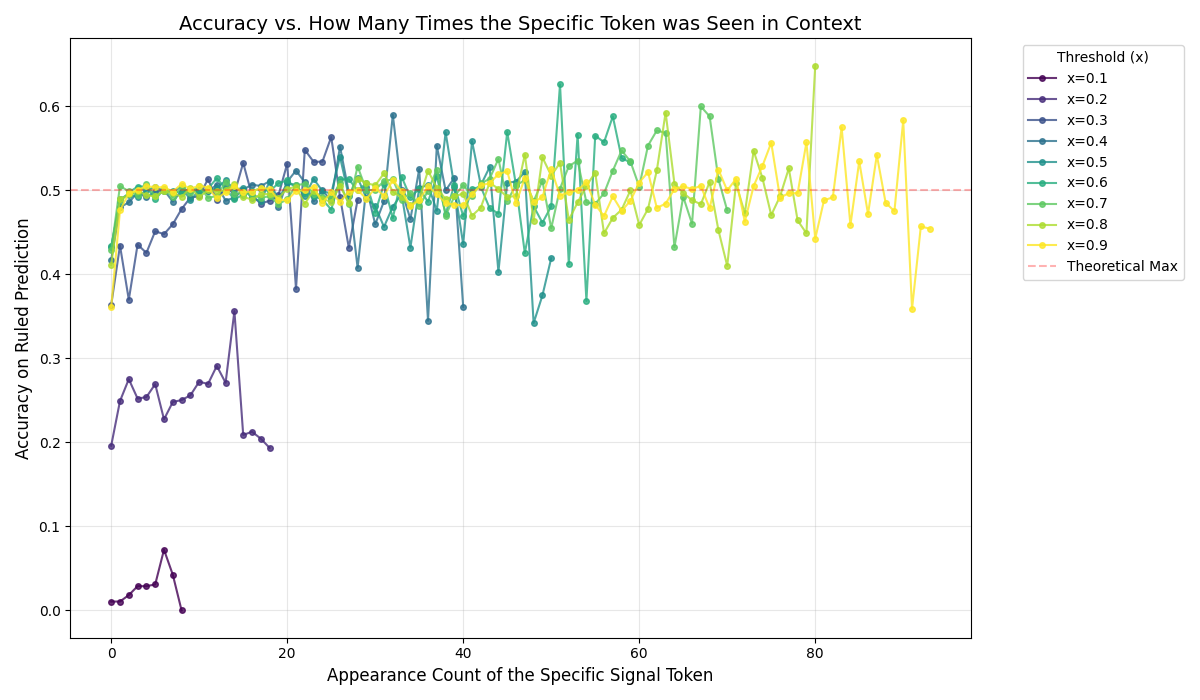 Accuracy vs. How Many Times the Specific Token was Seen in Context
Accuracy on Ruled Prediction
0.6
0.5
0.4
0.3
0.2
0.1
0.0
0 20 40 60 80
Appearance Count of the Specific Signal Token
Threshold (x)
x=0.1
x=0.2
x=0.3
x=0.4
x=0.5
x=0.6
x=0.7
x=0.8
x=0.9
Theoretical Max